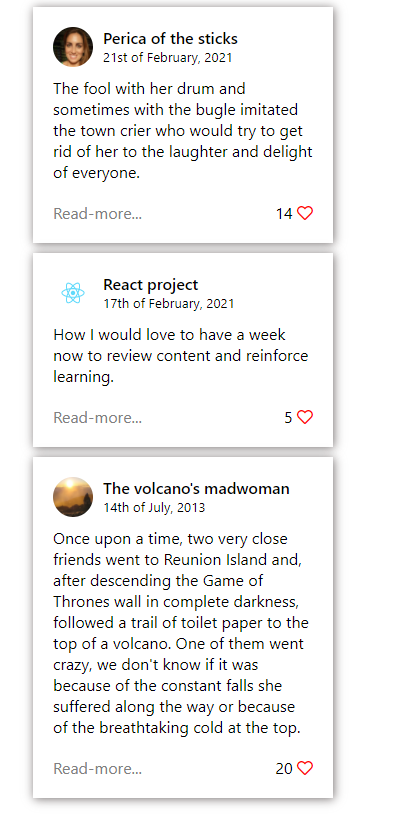 Perica of the sticks
21st of February, 2021
The fool with her drum and
sometimes with the bugle imitated
the town crier who would try to get
rid of her to the laughter and delight
of everyone.
Read-more...
14
React project
17th of February, 2021
How I would love to have a week
now to review content and reinforce
learning.
Read-more...
5
The volcano's madwoman
14th of July, 2013
Once upon a time, two very close
friends went to Reunion Island and,
after descending the Game of
Thrones wall in complete darkness,
followed a trail of toilet paper to the
top of a volcano. One of them went
crazy, we don't know if it was
because of the constant falls she
suffered along the way or because
of the breathtaking cold at the top.
Read-more...
20